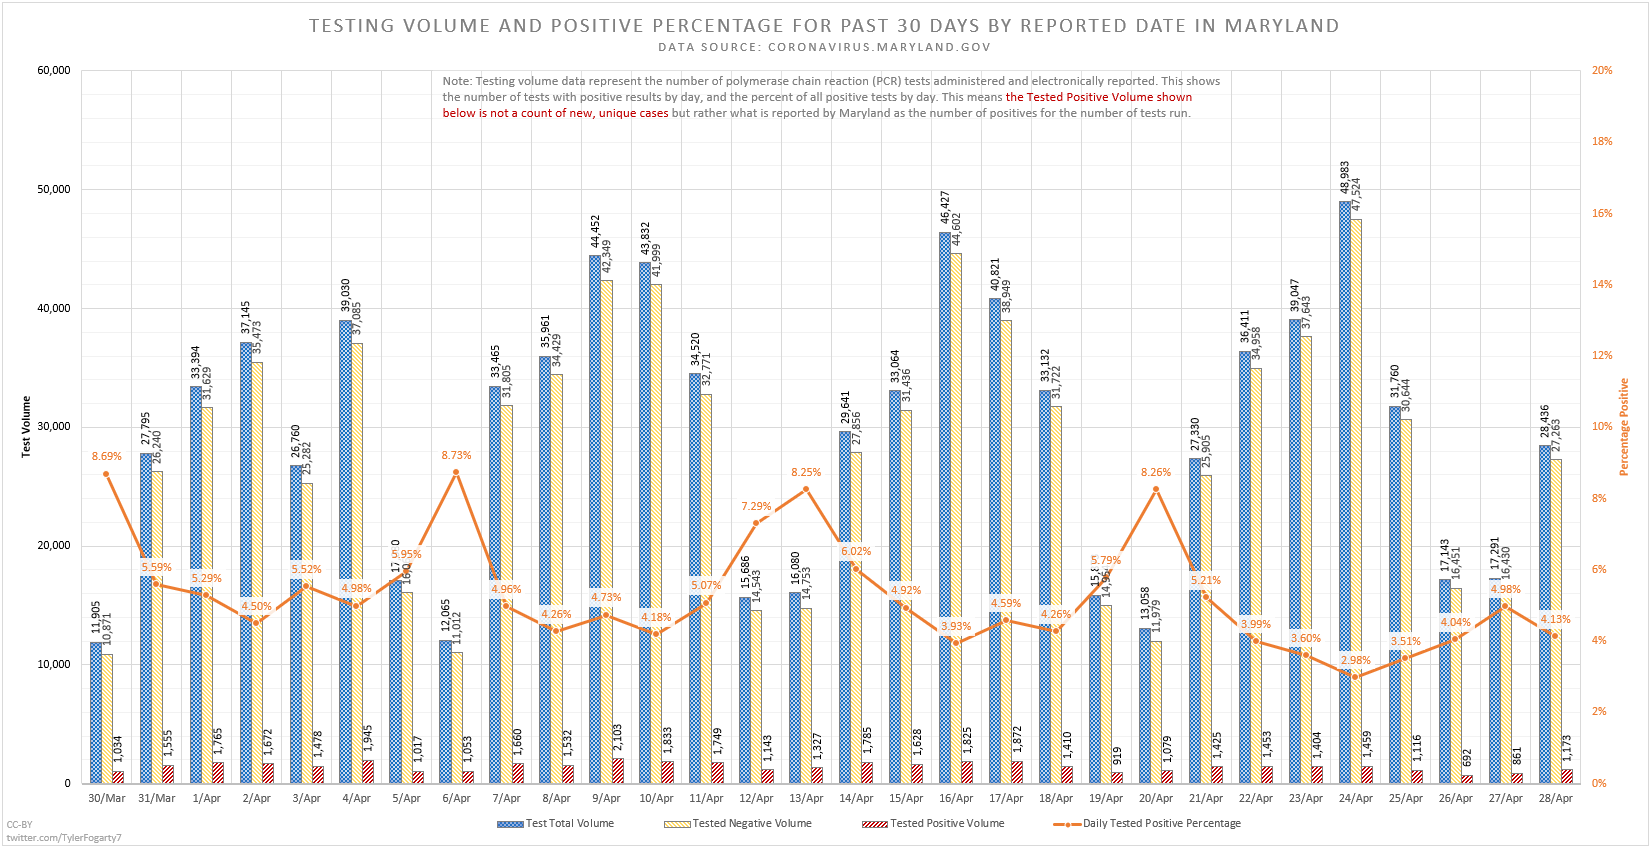 TESTING VOLUME AND POSITIVE PERCENTAGE FOR PAST 30 DAYS BY REPORTED DATE IN MARYLAND
DATA SOURCE: CORONAVIRUS.MARYLAND.GOV
Note: Testing volume data represent the number of polymerase chain reaction (PCR) tests administered and electronically reported. This shows
the number of tests with positive results by day, and the percent of all positive tests by day. This means the Tested Positive Volume shown
below is not a count of new, unique cases but rather what is reported by Maryland as the number of positives for the number of tests run.
Test Volume
60,000
50,000
40,000
30,000
20,000
10,000
0
20%
18%
16%
14%
12%
10%
8%
6%
4%
2%
0%
Percentage Positive
11,905 10,871 1,034 8.69%
27,795 26,240 1,555 5.59%
33,394 31,629 1,765 5.29%
37,145 35,473 1,672 4.50%
26,760 25,282 1,478 5.52%
39,030 37,085 1,945 4.98%
1,017 5.95%
12,065 11,012 1,053 8.73%
33,465 31,805 1,660 4.96%
35,961 34,429 1,532 4.26%
44,452 42,349 2,103 4.73%
43,832 41,999 1,833 4.18%
34,520 32,771 1,749 5.07%
15,686 14,543 1,143 7.29%
16,080 14,753 1,327 8.25%
29,641 27,856 1,785 6.02%
33,064 31,436 1,628 4.92%
46,427 44,602 1,825 3.93%
40,821 38,949 1,872 4.59%
33,132 31,722 1,410 4.26%
919 5.79%
13,058 11,979 1,079 8.26%
27,330 25,905 1,425 5.21%
36,411 34,958 1,453 3.99%
39,047 37,643 1,404 3.60%
48,983 47,524 1,459 2.98%
31,760 30,644 1,116 3.51%
17,143 16,451 692 4.04%
17,291 16,430 861 4.98%
28,436 27,263 1,173 4.13%
30/Mar 31/Mar 1/Apr 2/Apr 3/Apr 4/Apr 5/Apr 6/Apr 7/Apr 8/Apr 9/Apr 10/Apr 11/Apr 12/Apr 13/Apr 14/Apr 15/Apr 16/Apr 17/Apr 18/Apr 19/Apr 20/Apr 21/Apr 22/Apr 23/Apr 24/Apr 25/Apr 26/Apr 27/Apr 28/Apr
Test Total Volume Tested Negative Volume Tested Positive Volume Daily Tested Positive Percentage
CC-BY
twitter.com/TylerFogarty7